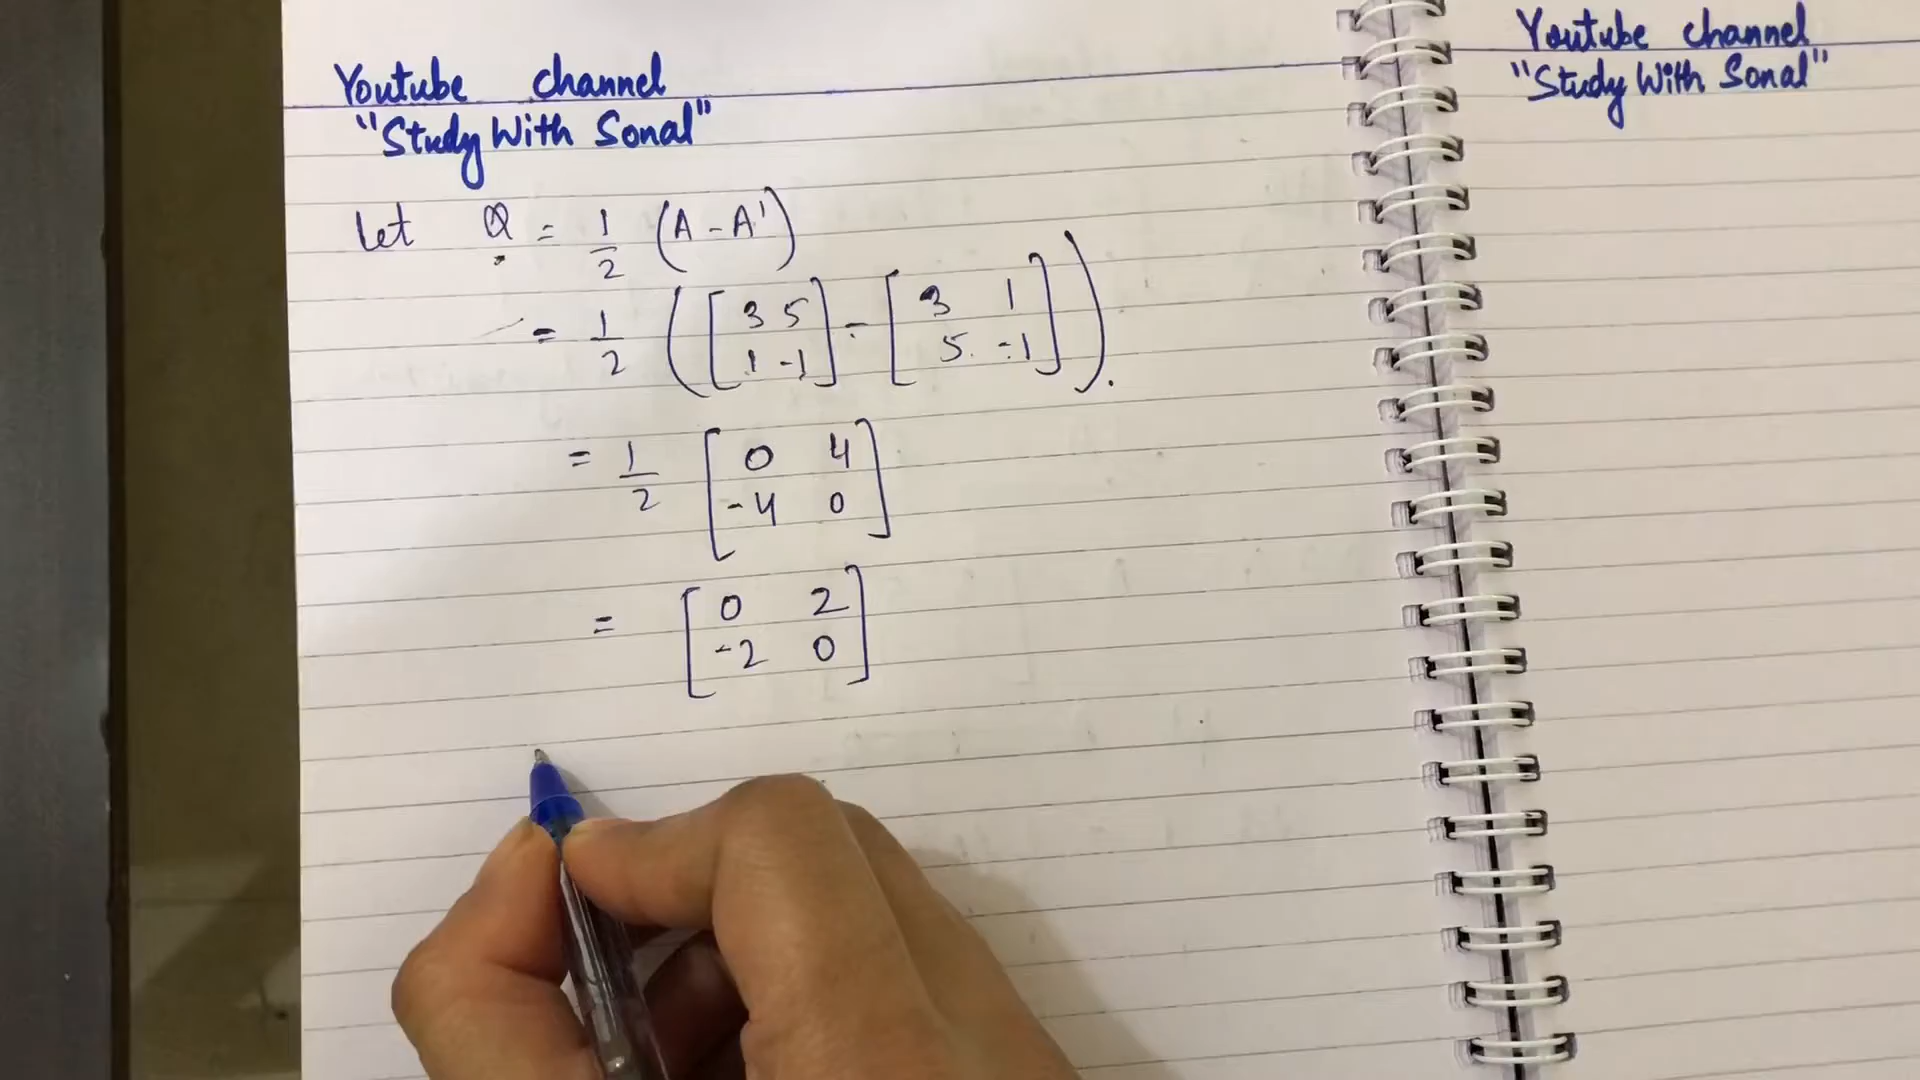 Youtube channel
"Study With Sonal"
Let Q = 1/2 (A - A')
= 1/2 ([3 5
1 -1] - [3 1
5 -1]).
= 1/2 [0 4
-4 0]
= [0 2
-2 0]
Youtube channel
"Study With Sonal"